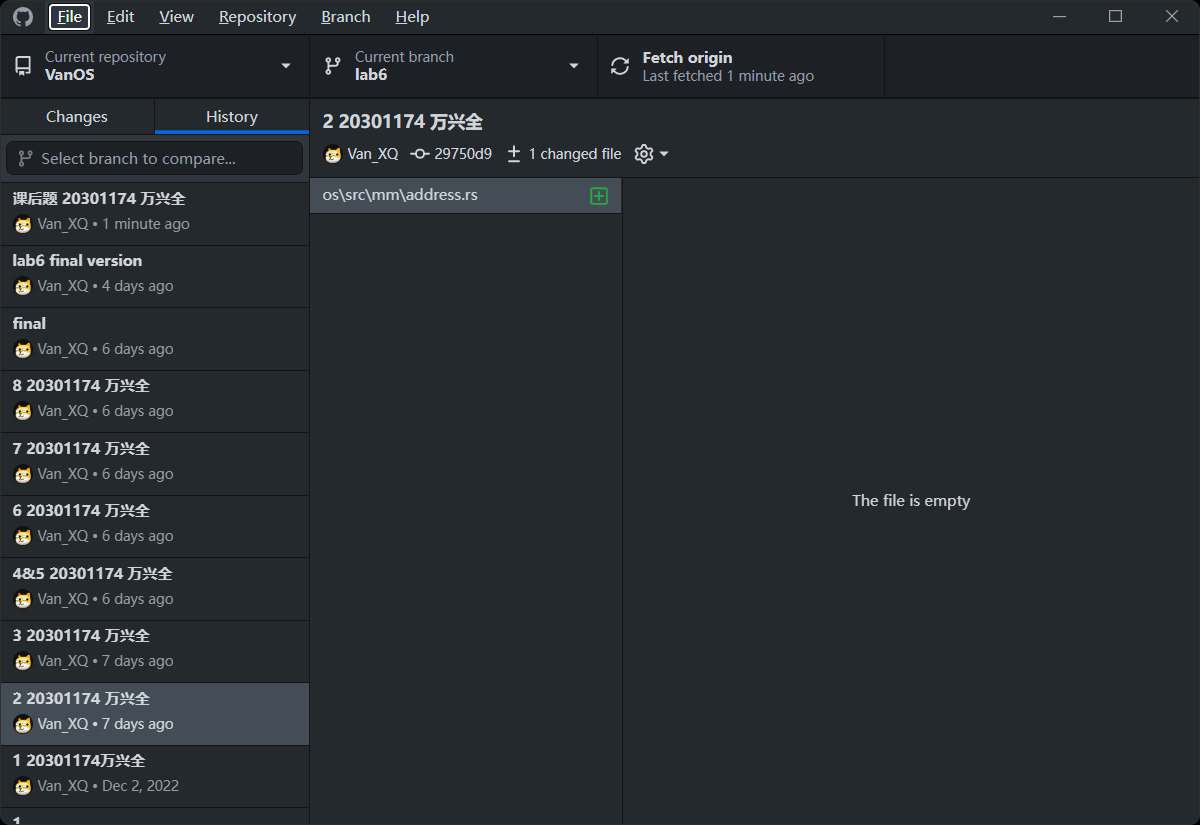 File Edit View Repository Branch Help
Current repository
VanOS
Current branch
lab6
Fetch origin
Last fetched 1 minute ago
Changes
History
Select branch to compare...
课后题 20301174 万兴全
Van_XQ • 1 minute ago
lab6 final version
Van_XQ • 4 days ago
final
Van_XQ • 6 days ago
8 20301174 万兴全
Van_XQ • 6 days ago
7 20301174 万兴全
Van_XQ • 6 days ago
6 20301174 万兴全
Van_XQ • 6 days ago
4&5 20301174 万兴全
Van_XQ • 6 days ago
3 20301174 万兴全
Van_XQ • 7 days ago
2 20301174 万兴全
Van_XQ • 7 days ago
1 20301174万兴全
Van_XQ • Dec 2, 2022
1
2 20301174 万兴全
Van_XQ 29750d9 1 changed file
os\src\mm\address.rs
The file is empty